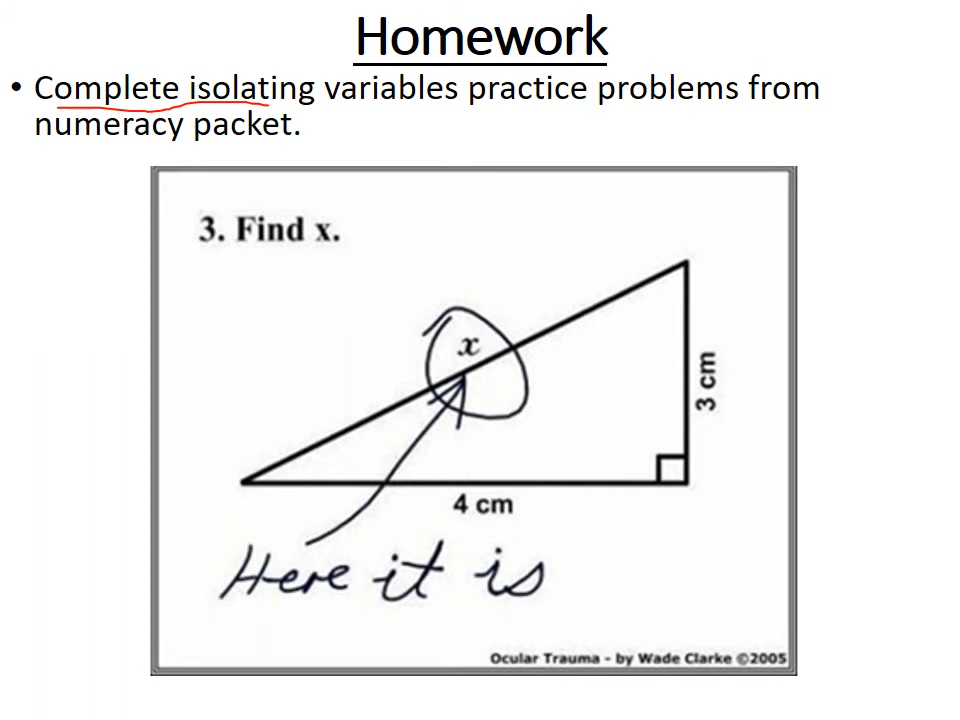 Homework
• Complete isolating variables practice problems from
numeracy packet.
3. Find x.
x
3 cm
4 cm
Here it is
Ocular Trauma - by Wade Clarke ©2005